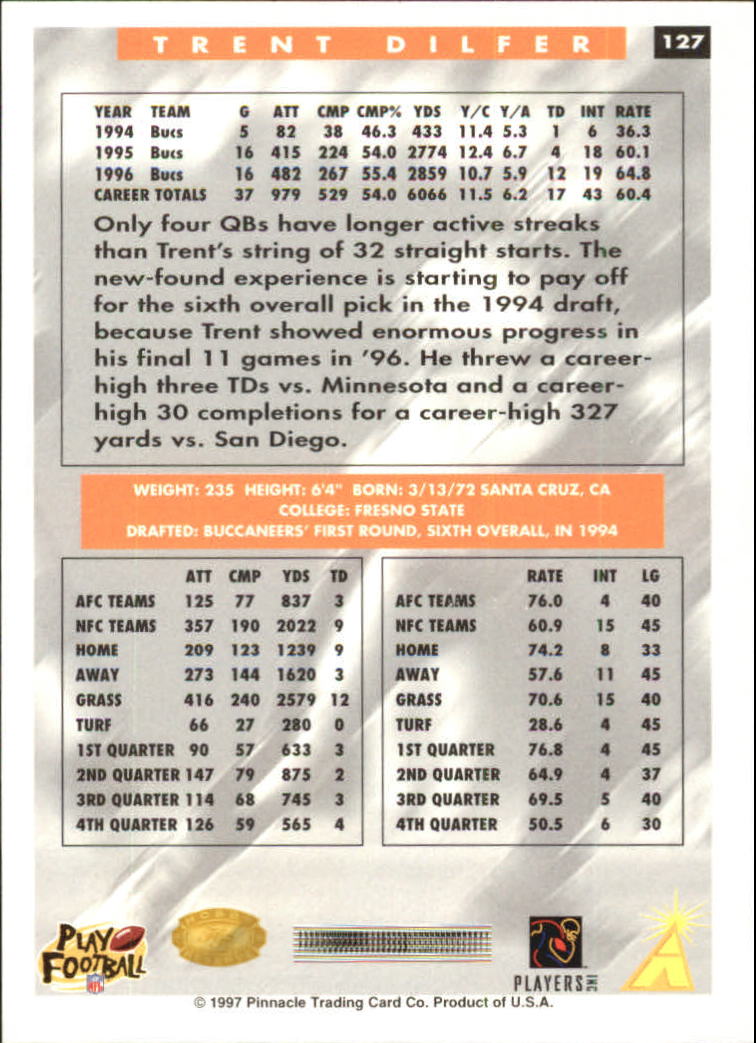 TRENT DILFER 127
YEAR TEAM G ATT CMP CMP% YDS Y/C Y/A TD INT RATE
1994 Bucs 5 82 38 46.3 433 11.4 5.3 1 6 36.3
1995 Bucs 16 415 224 54.0 2774 12.4 6.7 4 18 60.1
1996 Bucs 16 482 267 55.4 2859 10.7 5.9 12 19 64.8
CAREER TOTALS 37 979 529 54.0 6066 11.5 6.2 17 43 60.4
Only four QBs have longer active streaks
than Trent's string of 32 straight starts. The
new-found experience is starting to pay off
for the sixth overall pick in the 1994 draft,
because Trent showed enormous progress in
his final 11 games in '96. He threw a career-
high three TDs vs. Minnesota and a career-
high 30 completions for a career-high 327
yards vs. San Diego.
WEIGHT: 235 HEIGHT: 6'4" BORN: 3/13/72 SANTA CRUZ, CA
COLLEGE: FRESNO STATE
DRAFTED: BUCCANEERS' FIRST ROUND, SIXTH OVERALL, IN 1994
ATT CMP YDS TD
AFC TEAMS 125 77 837 3
NFC TEAMS 357 190 2022 9
HOME 209 123 1239 9
AWAY 273 144 1620 3
GRASS 416 240 2579 12
TURF 66 27 280 0
1ST QUARTER 90 57 633 3
2ND QUARTER 147 79 875 2
3RD QUARTER 114 68 745 3
4TH QUARTER 126 59 565 4
RATE INT LG
AFC TEAMS 76.0 4 40
NFC TEAMS 60.9 15 45
HOME 74.2 8 33
AWAY 57.6 11 45
GRASS 70.6 15 40
TURF 28.6 4 45
1ST QUARTER 76.8 4 45
2ND QUARTER 64.9 4 37
3RD QUARTER 69.5 5 40
4TH QUARTER 50.5 6 30
PLAY
FOOTBALL
NFL
HOBBY
PLAYERS INC
© 1997 Pinnacle Trading Card Co. Product of U.S.A.